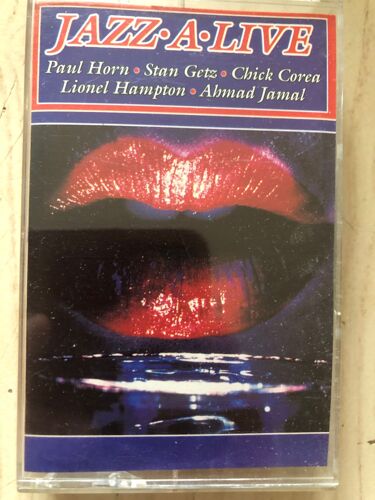 JAZZ•A•LIVE
Paul Horn • Stan Getz • Chick Corea
Lionel Hampton • Ahmad Jamal